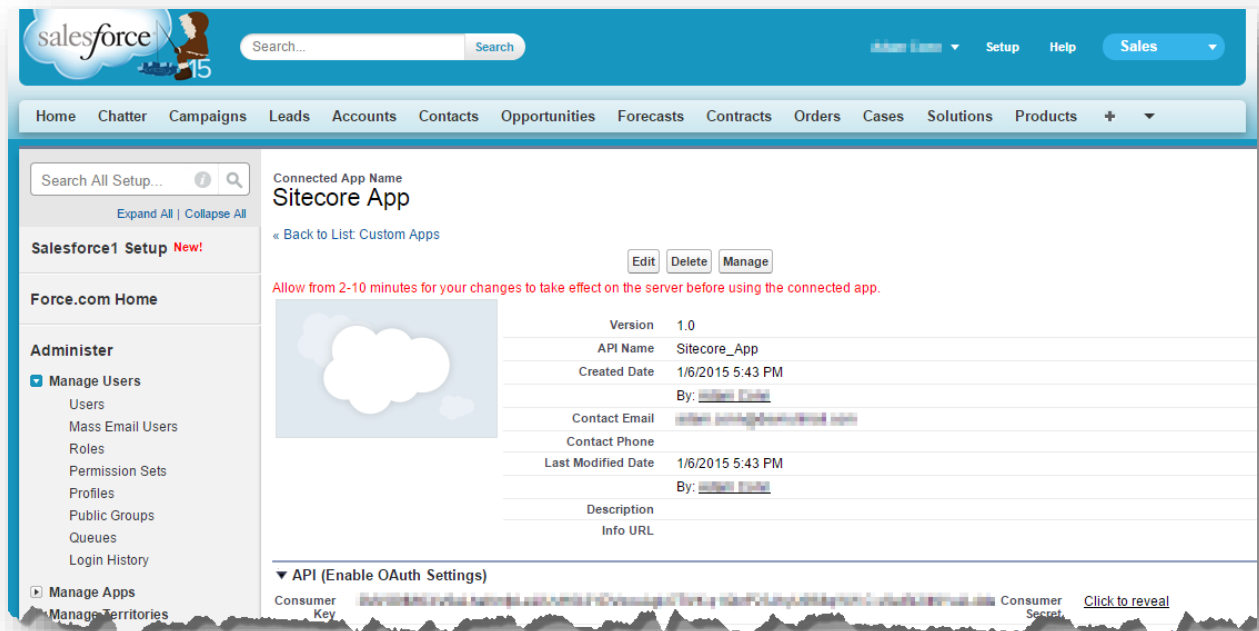 salesforce
15
Search... Search
Setup Help Sales
Home Chatter Campaigns Leads Accounts Contacts Opportunities Forecasts Contracts Orders Cases Solutions Products +
Search All Setup...
Expand All | Collapse All
Salesforce1 Setup New!
Force.com Home
Administer
Manage Users
Users
Mass Email Users
Roles
Permission Sets
Profiles
Public Groups
Queues
Login History
Manage Apps
Manage Territories
Connected App Name
Sitecore App
« Back to List: Custom Apps
Edit Delete Manage
Allow from 2-10 minutes for your changes to take effect on the server before using the connected app.
Version 1.0
API Name Sitecore_App
Created Date 1/6/2015 5:43 PM
By:
Contact Email
Contact Phone
Last Modified Date 1/6/2015 5:43 PM
By:
Description
Info URL
API (Enable OAuth Settings)
Consumer Key
Consumer Secret Click to reveal